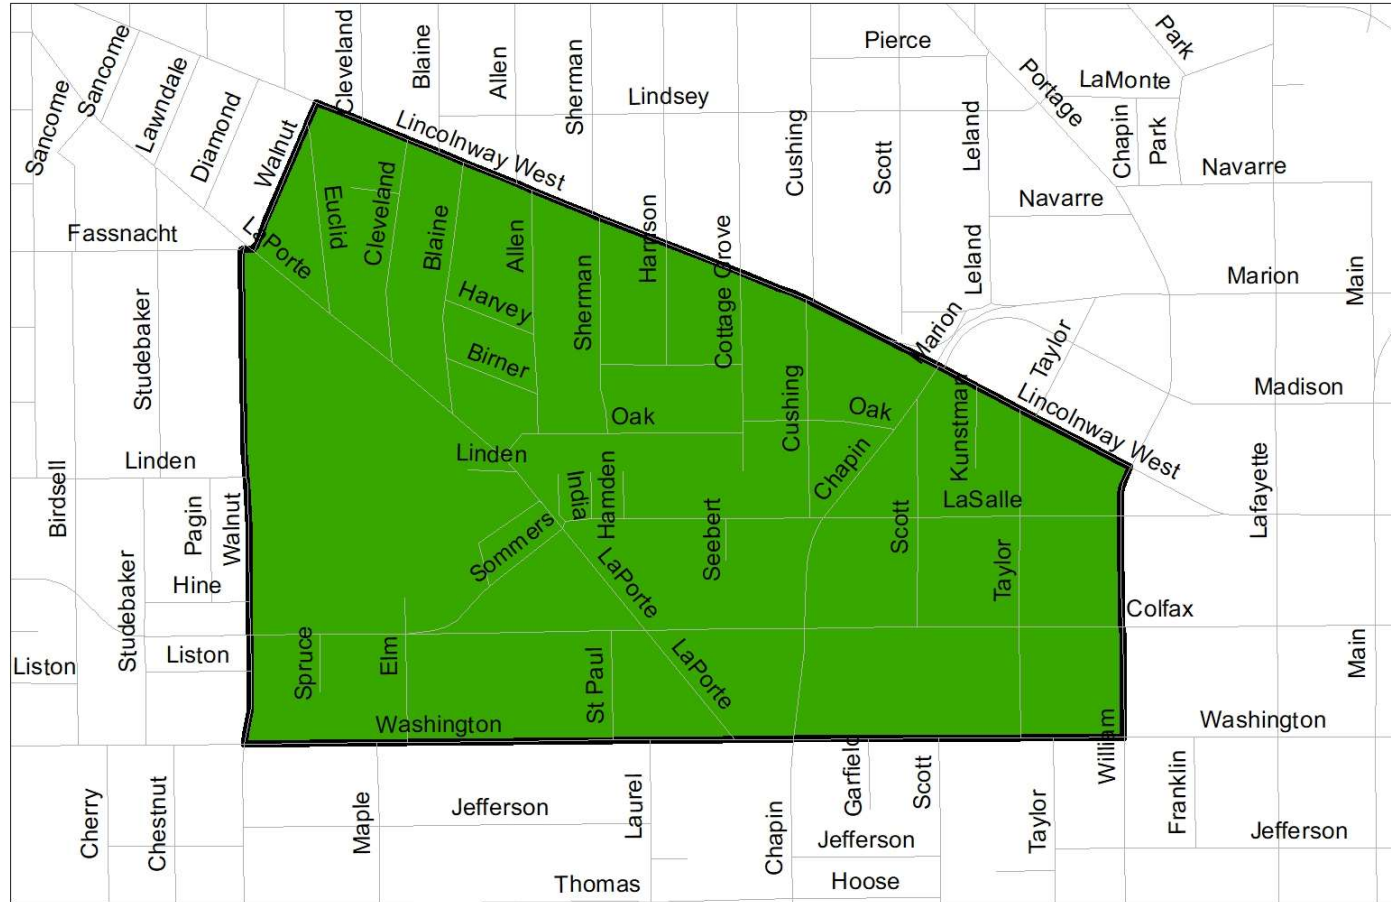 Cleveland
Blaine
Allen
Sherman
Pierce
Park
Sancome
Sancome
Lawndale
Diamond
Walnut
Lindsey
Portage
LaMonte
Lincolnway West
Cushing
Scott
Leland
Chapin
Park
Navarre
Navarre
Fassnacht
LaPorte
Euclid
Cleveland
Blaine
Allen
Sherman
Harrison
Cottage Grove
Leland
Marion
Main
Studebaker
Harvey
Birner
Marion
Taylor
Madison
Lincolnway West
Oak
Cushing
Oak
Kunstman
Linden
Linden
Chapin
Birdsell
Pagin
Walnut
India
Hamden
Seebert
Scott
LaSalle
Lafayette
Sommers
LaPorte
Taylor
Studebaker
Hine
Colfax
Liston
Liston
Spruce
Elm
St Paul
LaPorte
Main
Washington
William
Washington
Cherry
Chestnut
Maple
Jefferson
Laurel
Chapin
Garfield
Scott
Taylor
Franklin
Jefferson
Jefferson
Thomas
Hoose